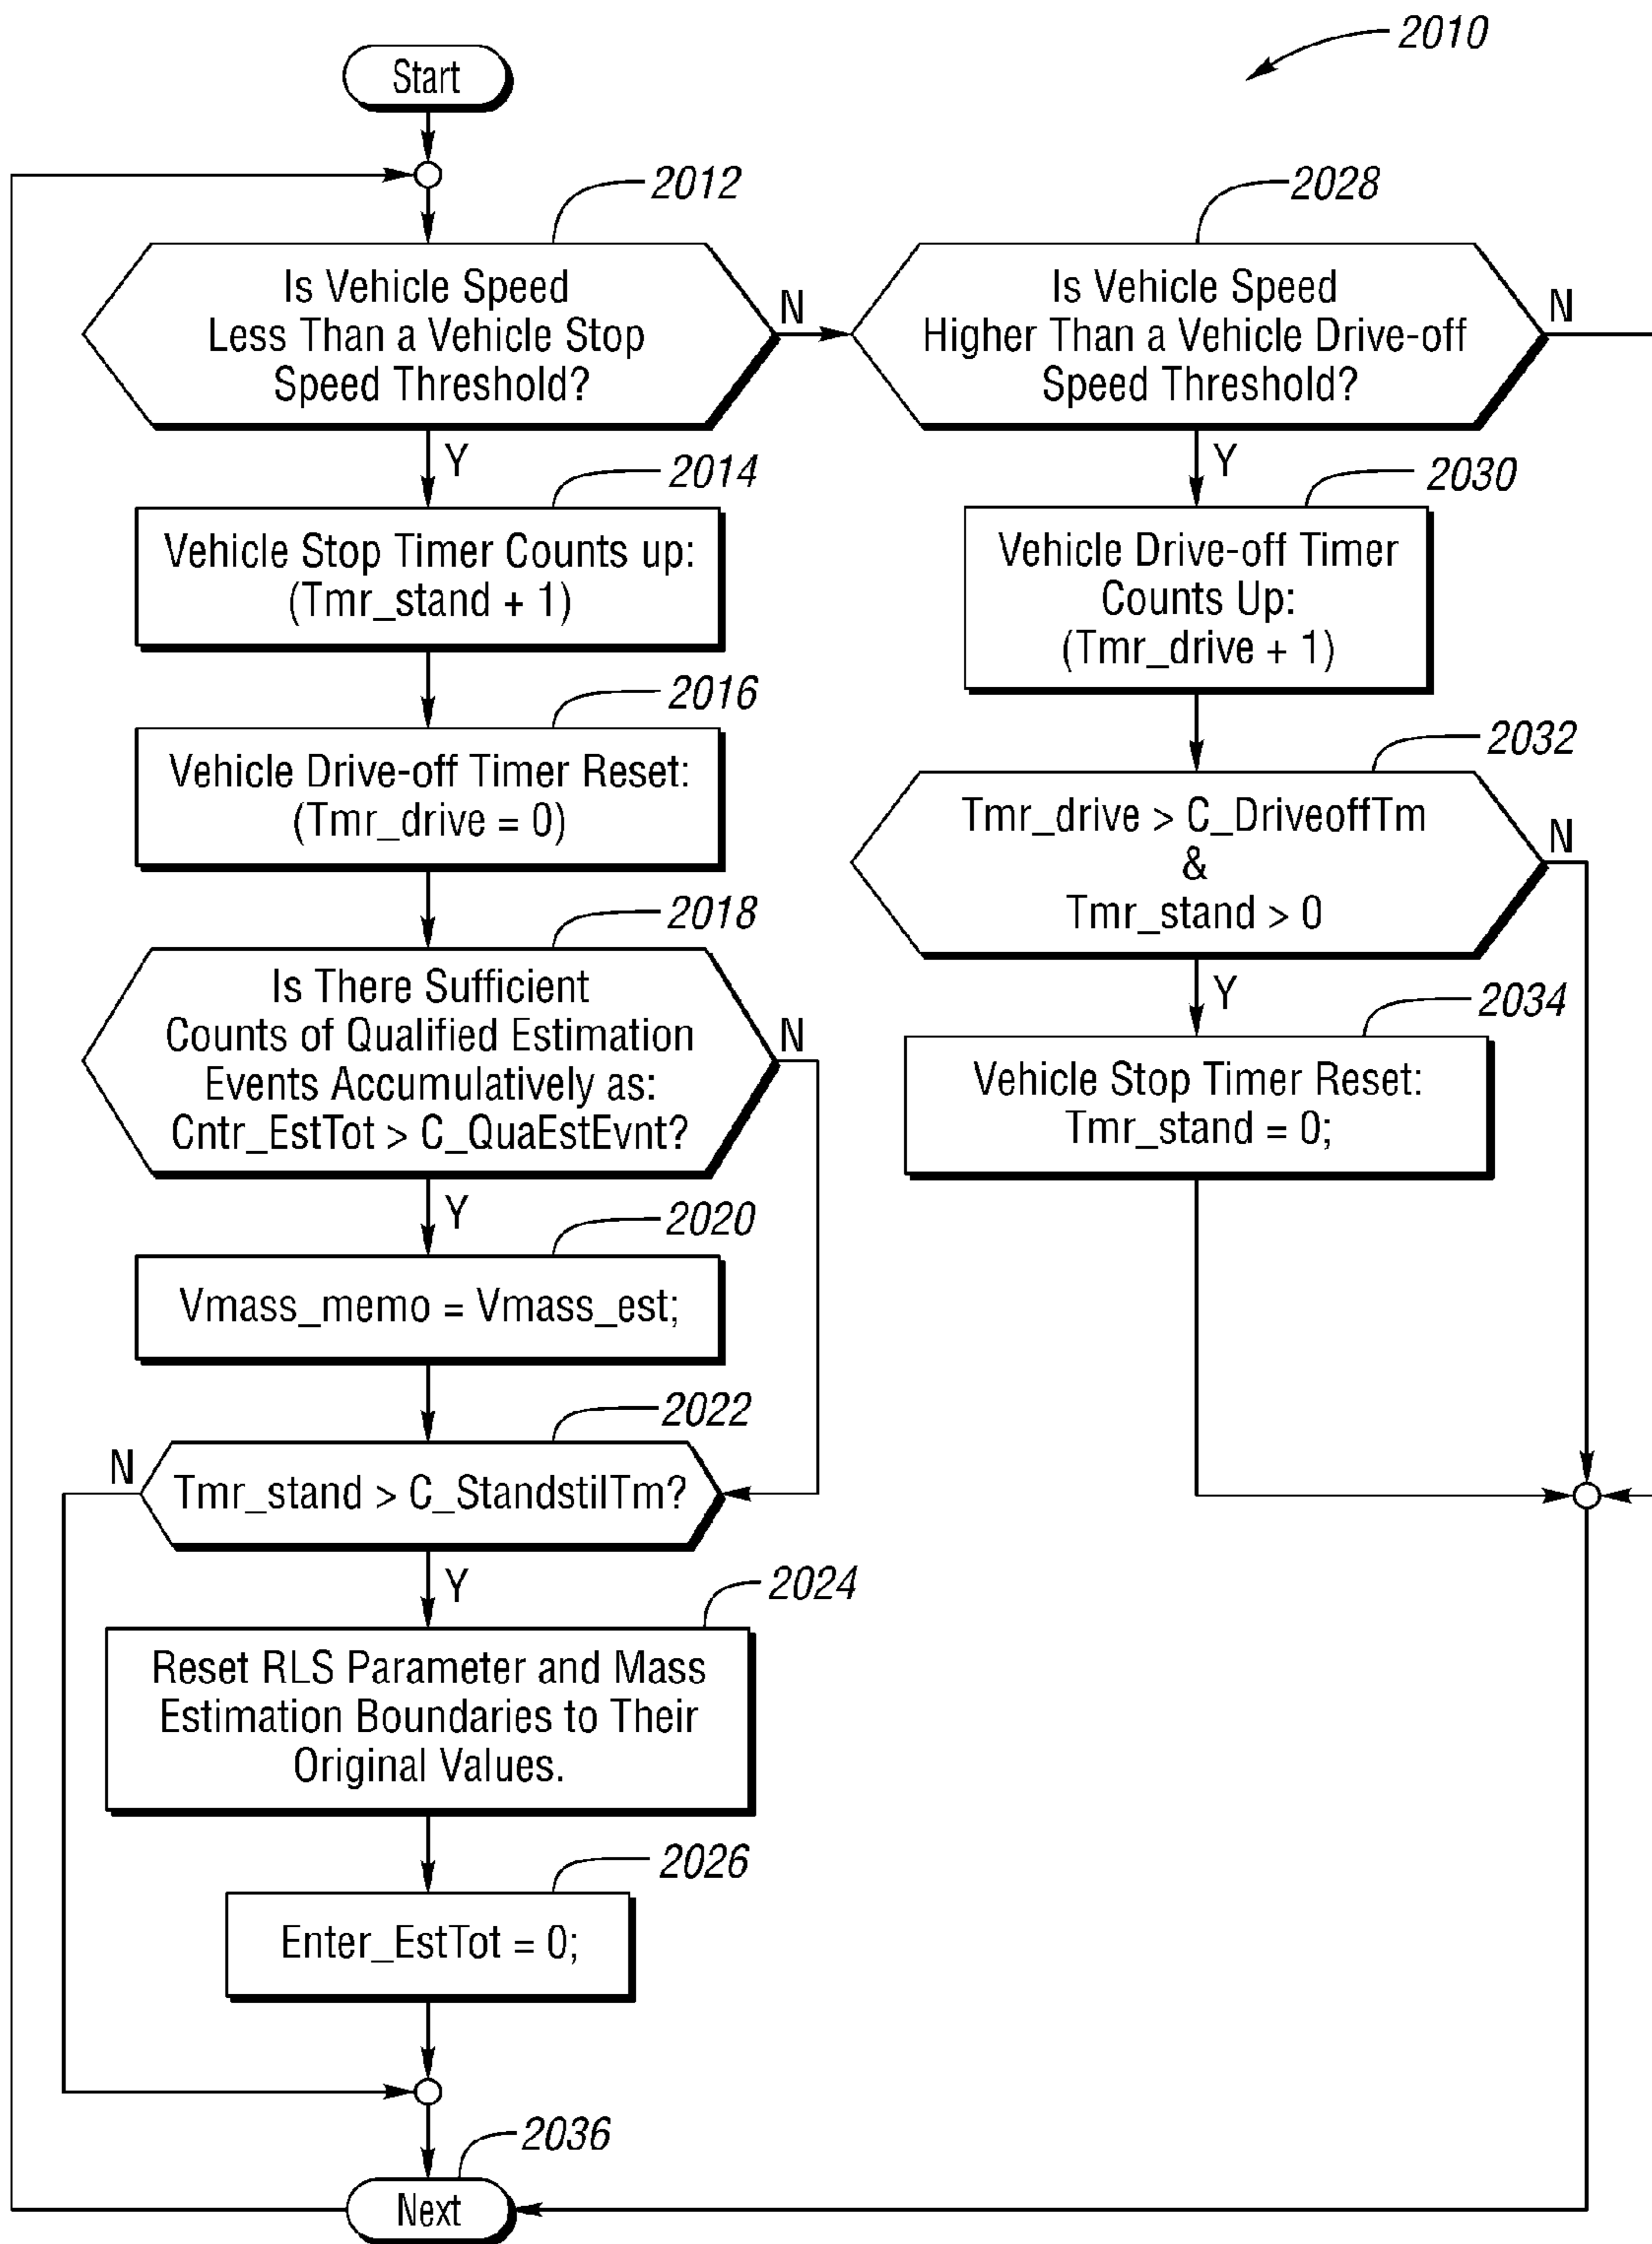 2010
Start
2012
Is Vehicle Speed
Less Than a Vehicle Stop
Speed Threshold?
N
Y
2014
Vehicle Stop Timer Counts up:
(Tmr_stand + 1)
2016
Vehicle Drive-off Timer Reset:
(Tmr_drive = 0)
2018
Is There Sufficient
Counts of Qualified Estimation
Events Accumulatively as:
Cntr_EstTot > C_QuaEstEvnt?
N
Y
2020
Vmass_memo = Vmass_est;
2022
Tmr_stand > C_StandstilTm?
N
Y
2024
Reset RLS Parameter and Mass
Estimation Boundaries to Their
Original Values.
2026
Enter_EstTot = 0;
2028
Is Vehicle Speed
Higher Than a Vehicle Drive-off
Speed Threshold?
N
Y
2030
Vehicle Drive-off Timer
Counts Up:
(Tmr_drive + 1)
2032
Tmr_drive > C_DriveoffTm
&
Tmr_stand > 0
N
Y
2034
Vehicle Stop Timer Reset:
Tmr_stand = 0;
2036
Next